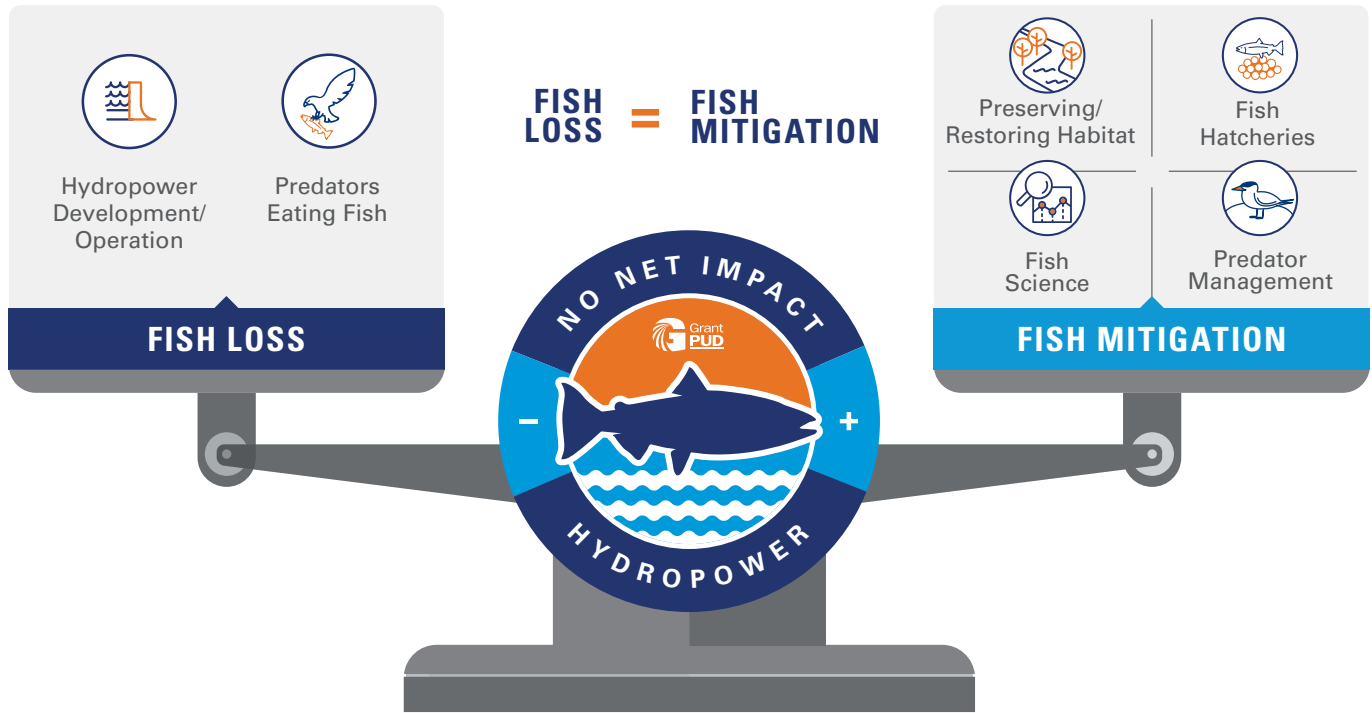 Hydropower
Development/
Operation
Predators
Eating Fish
FISH LOSS
FISH
LOSS
=
FISH
MITIGATION
Preserving/
Restoring Habitat
Fish
Hatcheries
Fish
Science
Predator
Management
FISH MITIGATION
NO NET IMPACT
Grant
PUD
- +
HYDROPOWER